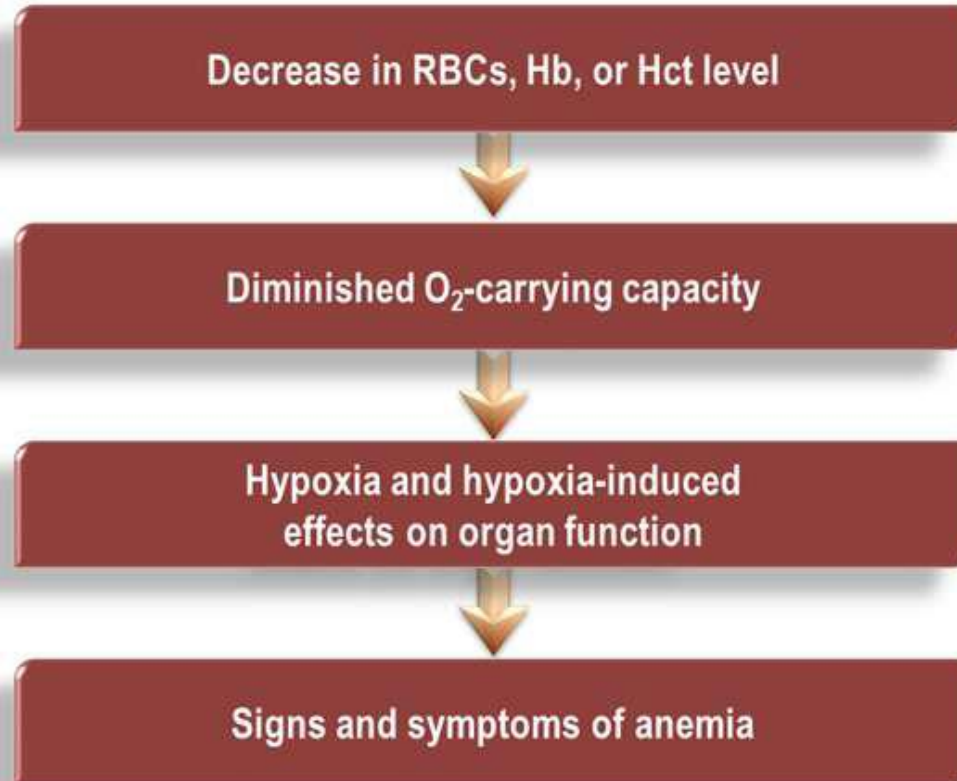 Decrease in RBCs, Hb, or Hct level
Diminished O₂-carrying capacity
Hypoxia and hypoxia-induced
effects on organ function
Signs and symptoms of anemia